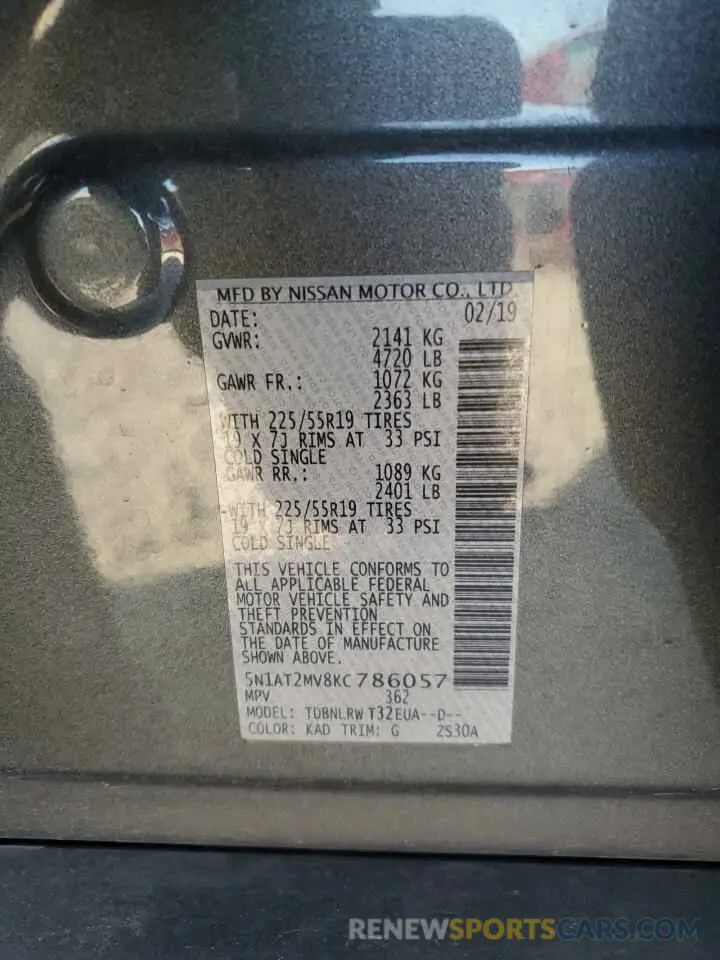 MFD BY NISSAN MOTOR CO., LTD
DATE: 02/19
GVWR: 2141 KG
4720 LB
GAWR FR.: 1072 KG
2363 LB
WITH 225/55R19 TIRES
19 X 7J RIMS AT 33 PSI
COLD SINGLE
GAWR RR.: 1089 KG
2401 LB
WITH 225/55R19 TIRES
19 X 7J RIMS AT 33 PSI
COLD SINGLE
THIS VEHICLE CONFORMS TO
ALL APPLICABLE FEDERAL
MOTOR VEHICLE SAFETY AND
THEFT PREVENTION
STANDARDS IN EFFECT ON
THE DATE OF MANUFACTURE
SHOWN ABOVE.
5N1AT2MV8KC786057
MPV 362
MODEL: TDBNLRW T32EUA--D--
COLOR: KAD TRIM: G 2S30A
RENEWSPORTSCARS.COM